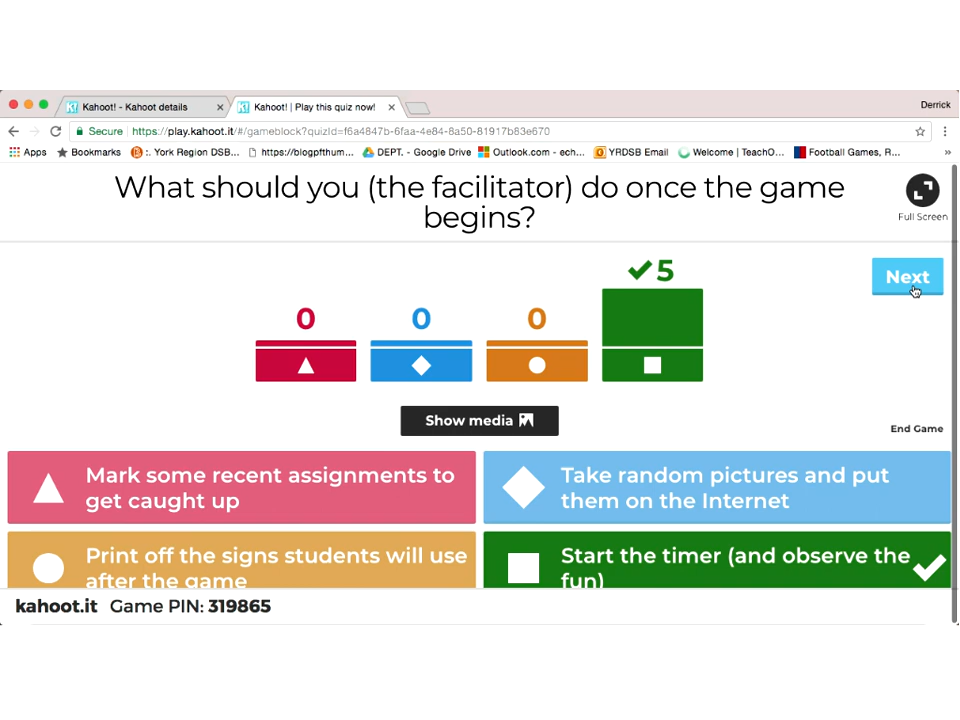 Kahoot! - Kahoot details
Kahoot! | Play this quiz now!
Derrick
Secure https://play.kahoot.it/#/gameblock?quizId=f6a4847b-6faa-4e84-8a50-81917b83e670
Apps Bookmarks :. York Region DSB... https://blogpfthum... DEPT. - Google Drive Outlook.com - ech... YRDSB Email Welcome | TeachO... Football Games, R... »
What should you (the facilitator) do once the game
begins?
Full Screen
Next
0 0 0 5
Show media
End Game
Mark some recent assignments to
get caught up
Take random pictures and put
them on the Internet
Print off the signs students will use
after the game
Start the timer (and observe the
fun)
kahoot.it Game PIN: 319865